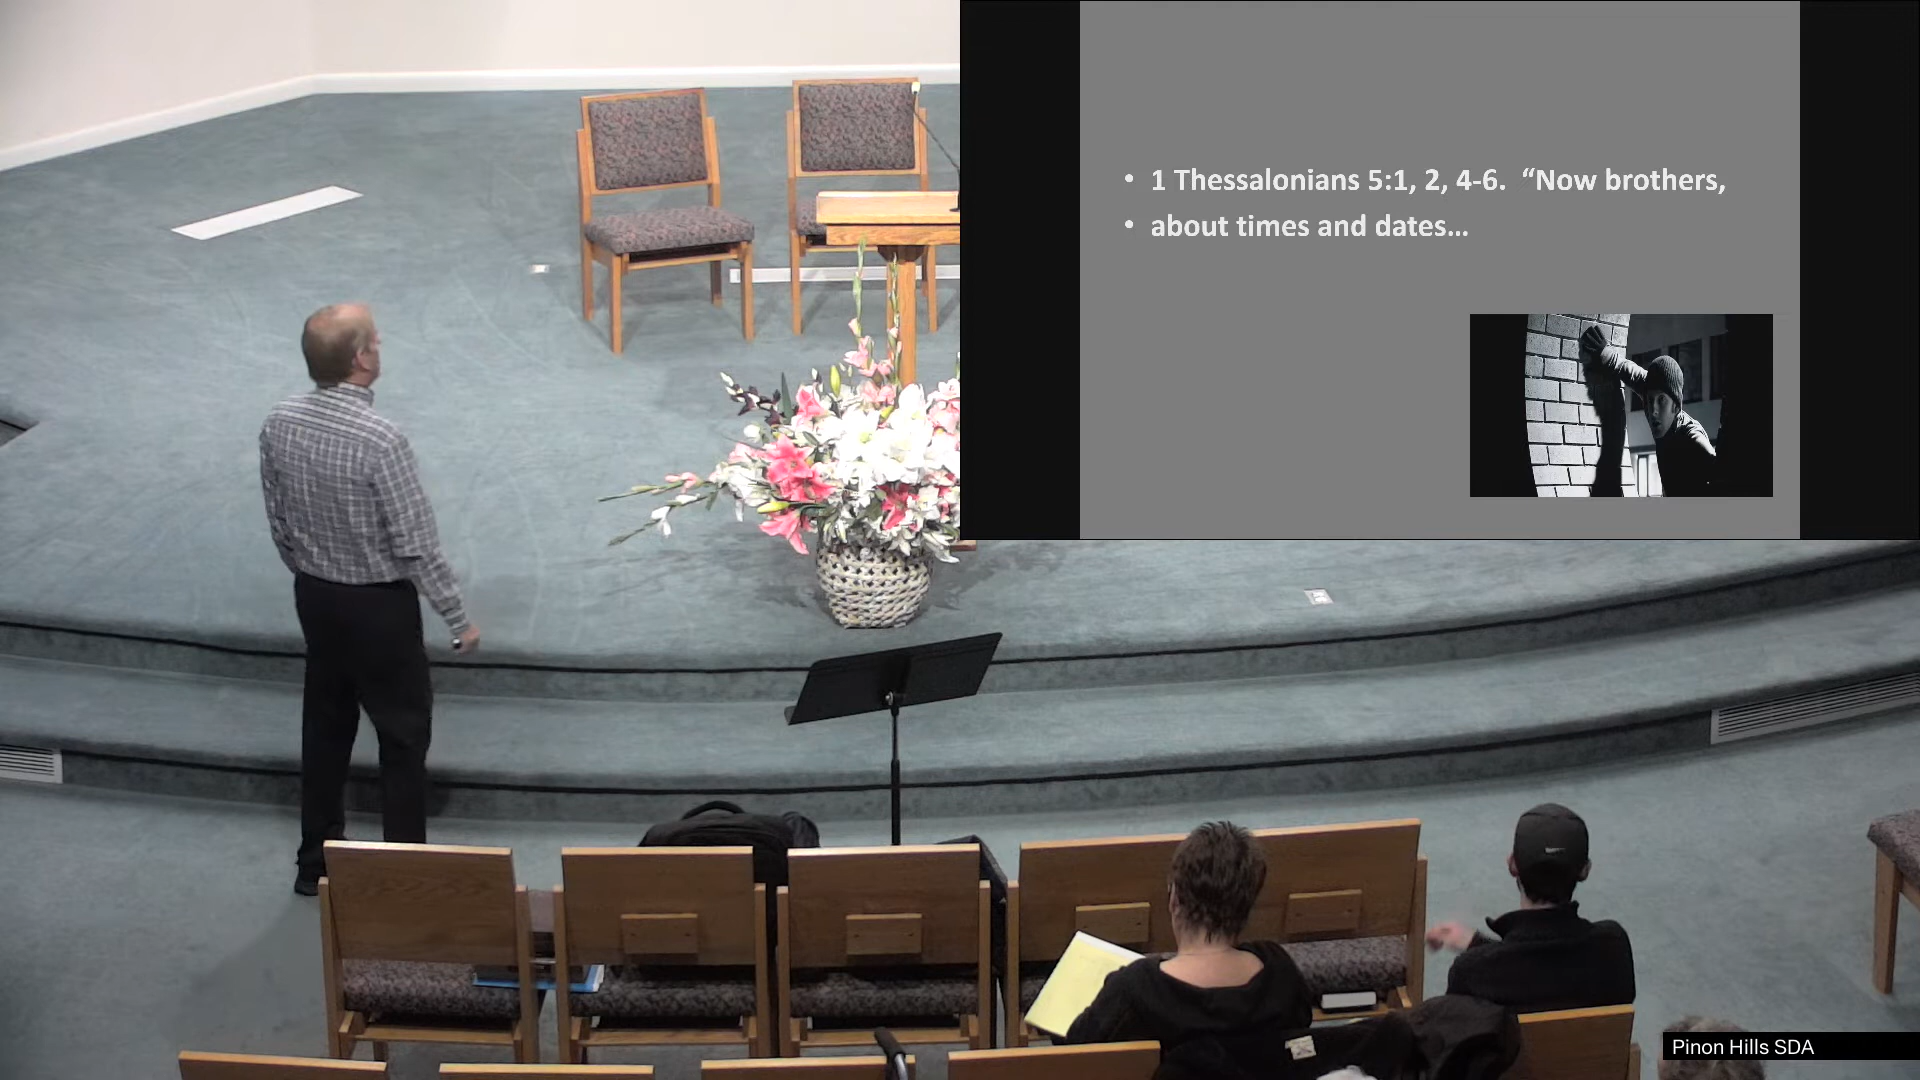 • 1 Thessalonians 5:1, 2, 4-6.  “Now brothers,
• about times and dates…
Pinon Hills SDA